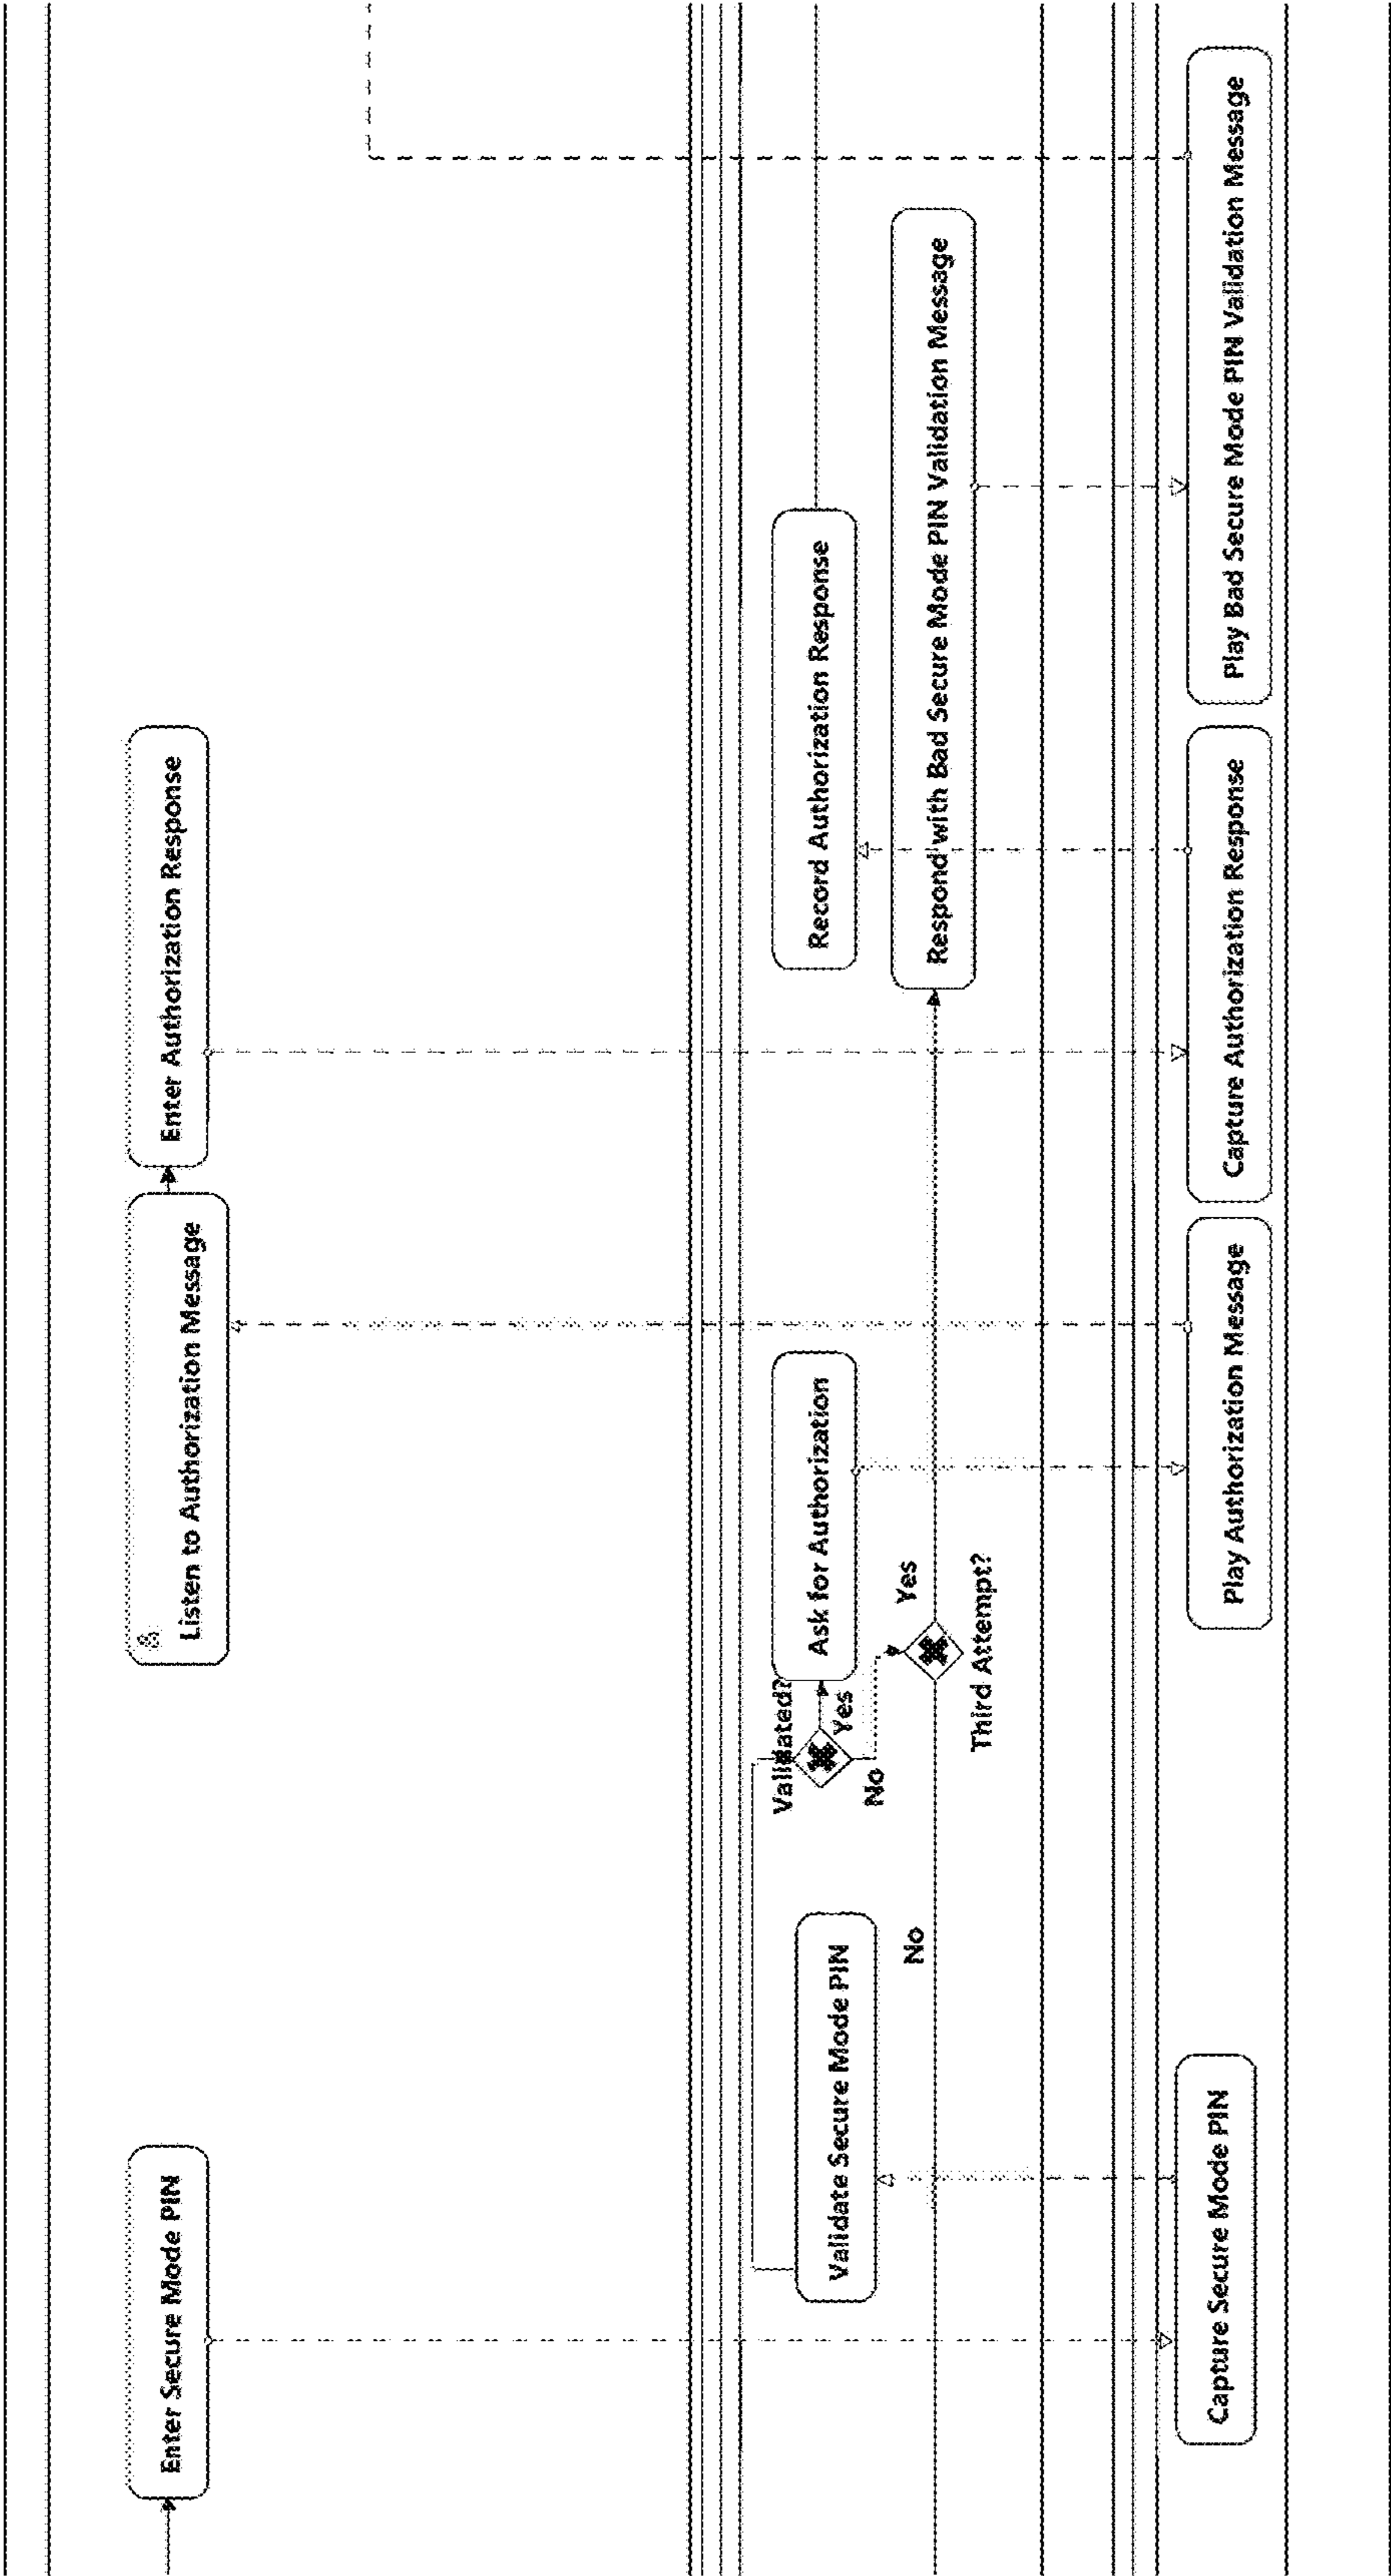 Enter Secure Mode PIN
Listen to Authorization Message
Enter Authorization Response
Validate Secure Mode PIN
Validated?
Yes
No
Ask for Authorization
Record Authorization Response
No
Yes
Third Attempt?
Respond with Bad Secure Mode PIN Validation Message
Capture Secure Mode PIN
Play Authorization Message
Capture Authorization Response
Play Bad Secure Mode PIN Validation Message